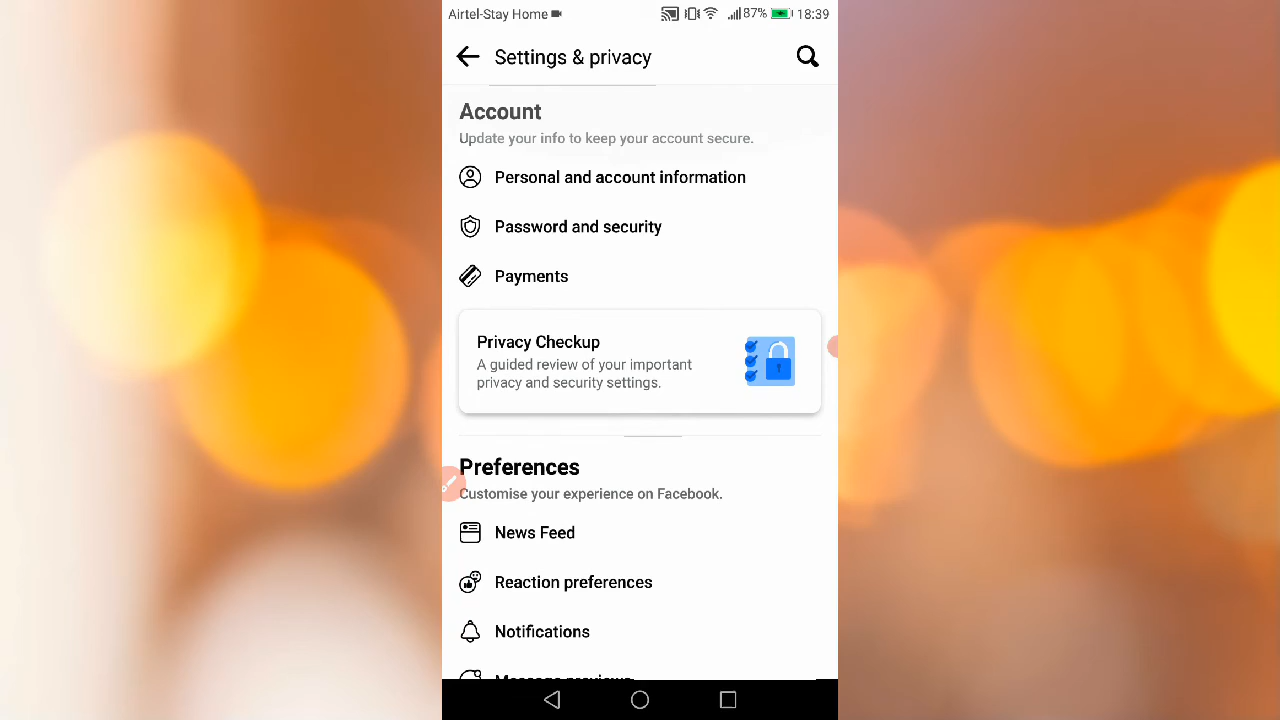 Airtel-Stay Home 87% 18:39
Settings & privacy
Account
Update your info to keep your account secure.
Personal and account information
Password and security
Payments
Privacy Checkup
A guided review of your important
privacy and security settings.
Preferences
Customise your experience on Facebook.
News Feed
Reaction preferences
Notifications
Message previews